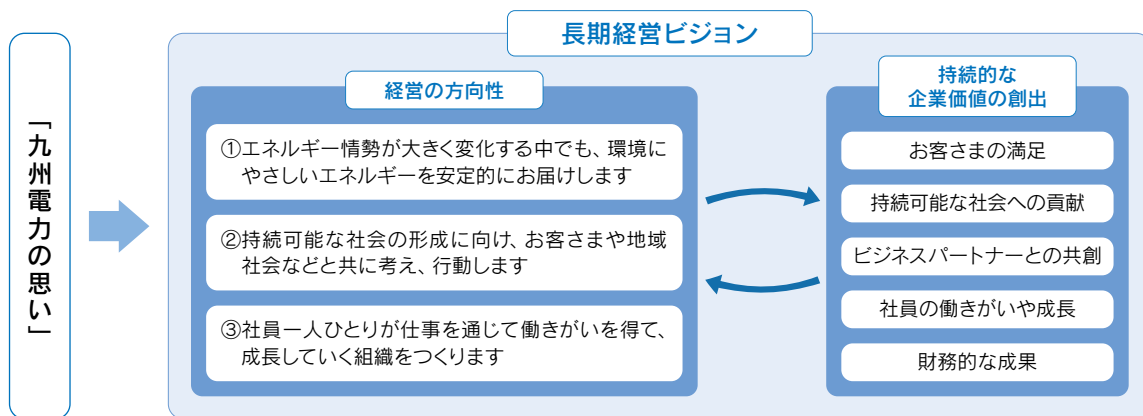 「九州電力の思い」
長期経営ビジョン
経営の方向性
①エネルギー情勢が大きく変化する中でも、環境に
やさしいエネルギーを安定的にお届けします
②持続可能な社会の形成に向け、お客さまや地域
社会などと共に考え、行動します
③社員一人ひとりが仕事を通じて働きがいを得て、
成長していく組織をつくります
持続的な
企業価値の創出
お客さまの満足
持続可能な社会への貢献
ビジネスパートナーとの共創
社員の働きがいや成長
財務的な成果